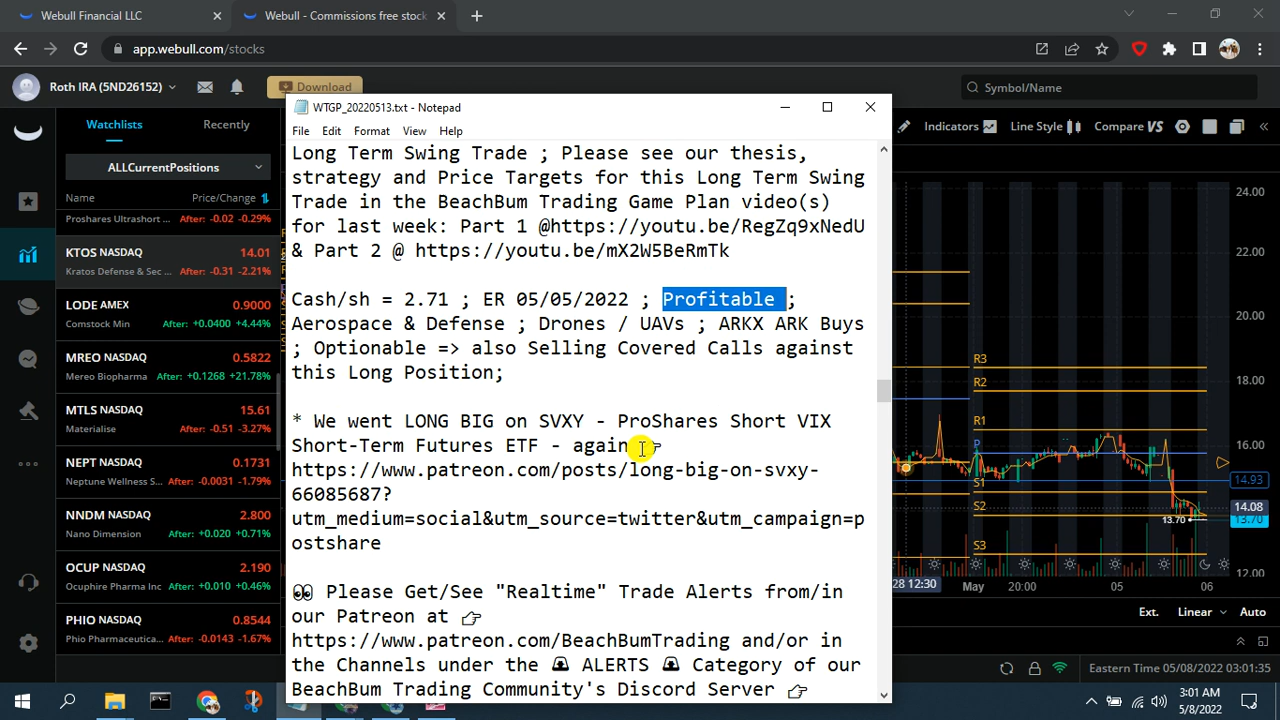 Webull Financial LLC
Webull - Commissions free stock
app.webull.com/stocks
Roth IRA (5ND26152)
Download
Symbol/Name
WTGP_20220513.txt - Notepad
File Edit Format View Help
Watchlists Recently
ALLCurrentPositions
Name Price/Change
Proshares Ultrashort ... After: -0.02 -0.29%
KTOS NASDAQ 14.01
Kratos Defense & Sec ... After: -0.31 -2.21%
LODE AMEX 0.9000
Comstock Min After: +0.0400 +4.44%
MREO NASDAQ 0.5822
Mereo Biopharma After: +0.1268 +21.78%
MTLS NASDAQ 15.61
Materialise After: -0.51 -3.27%
NEPT NASDAQ 0.1731
Neptune Wellness S... After: -0.0031 -1.79%
NNDM NASDAQ 2.800
Nano Dimension After: +0.020 +0.71%
OCUP NASDAQ 2.190
Ocuphire Pharma Inc After: +0.010 +0.46%
PHIO NASDAQ 0.8544
Phio Pharmaceutica... After: -0.0143 -1.67%
Long Term Swing Trade ; Please see our thesis,
strategy and Price Targets for this Long Term Swing
Trade in the BeachBum Trading Game Plan video(s)
for last week: Part 1 @https://youtu.be/RegZq9xNedU
& Part 2 @ https://youtu.be/mX2W5BeRmTk
Cash/sh = 2.71 ; ER 05/05/2022 ; Profitable ;
Aerospace & Defense ; Drones / UAVs ; ARKX ARK Buys
; Optionable => also Selling Covered Calls against
this Long Position;
* We went LONG BIG on SVXY - ProShares Short VIX
Short-Term Futures ETF - again
https://www.patreon.com/posts/long-big-on-svxy-
66085687?
utm_medium=social&utm_source=twitter&utm_campaign=p
ostshare
👀 Please Get/See "Realtime" Trade Alerts from/in
our Patreon at 👉
https://www.patreon.com/BeachBumTrading and/or in
the Channels under the 🚨 ALERTS 🚨 Category of our
BeachBum Trading Community's Discord Server 👉
Indicators Line Style Compare VS
24.00
22.00
20.00
18.00
16.00
14.93
14.08
13.70
12.00
R3
R2
R1
P
S1
S2
S3
13.70
28 12:30 May 20:00 05 06
Ext. Linear Auto
Eastern Time 05/08/2022 03:01:35
3:01 AM
5/8/2022